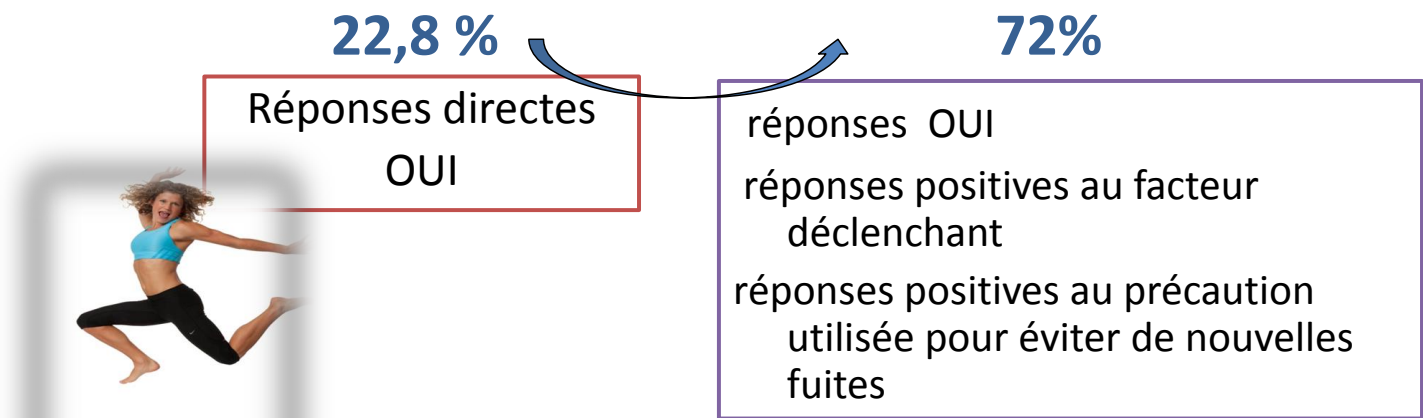 22,8 %
72%
Réponses directes
OUI
réponses OUI
réponses positives au facteur
déclenchant
réponses positives au précaution
utilisée pour éviter de nouvelles
fuites